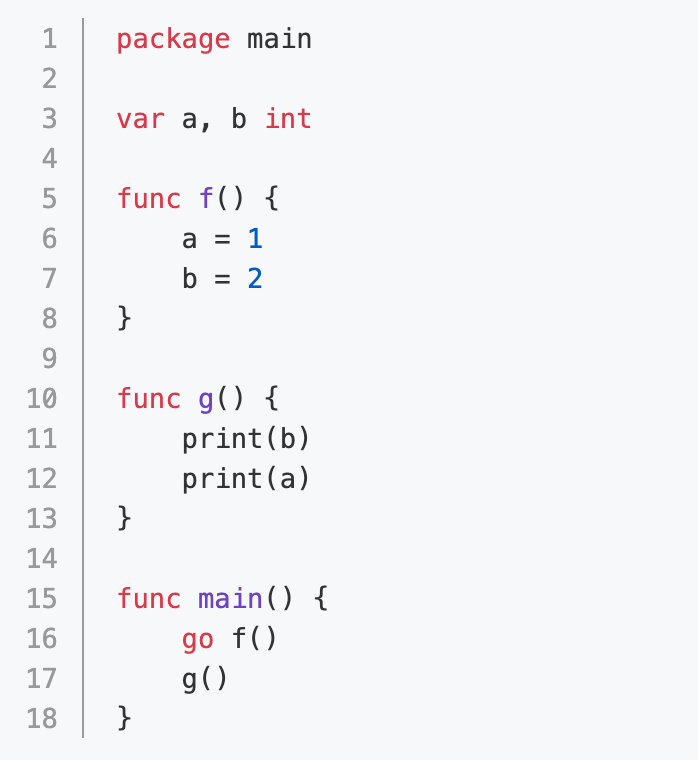 1 package main
2
3 var a, b int
4
5 func f() {
6     a = 1
7     b = 2
8 }
9
10 func g() {
11     print(b)
12     print(a)
13 }
14
15 func main() {
16     go f()
17     g()
18 }